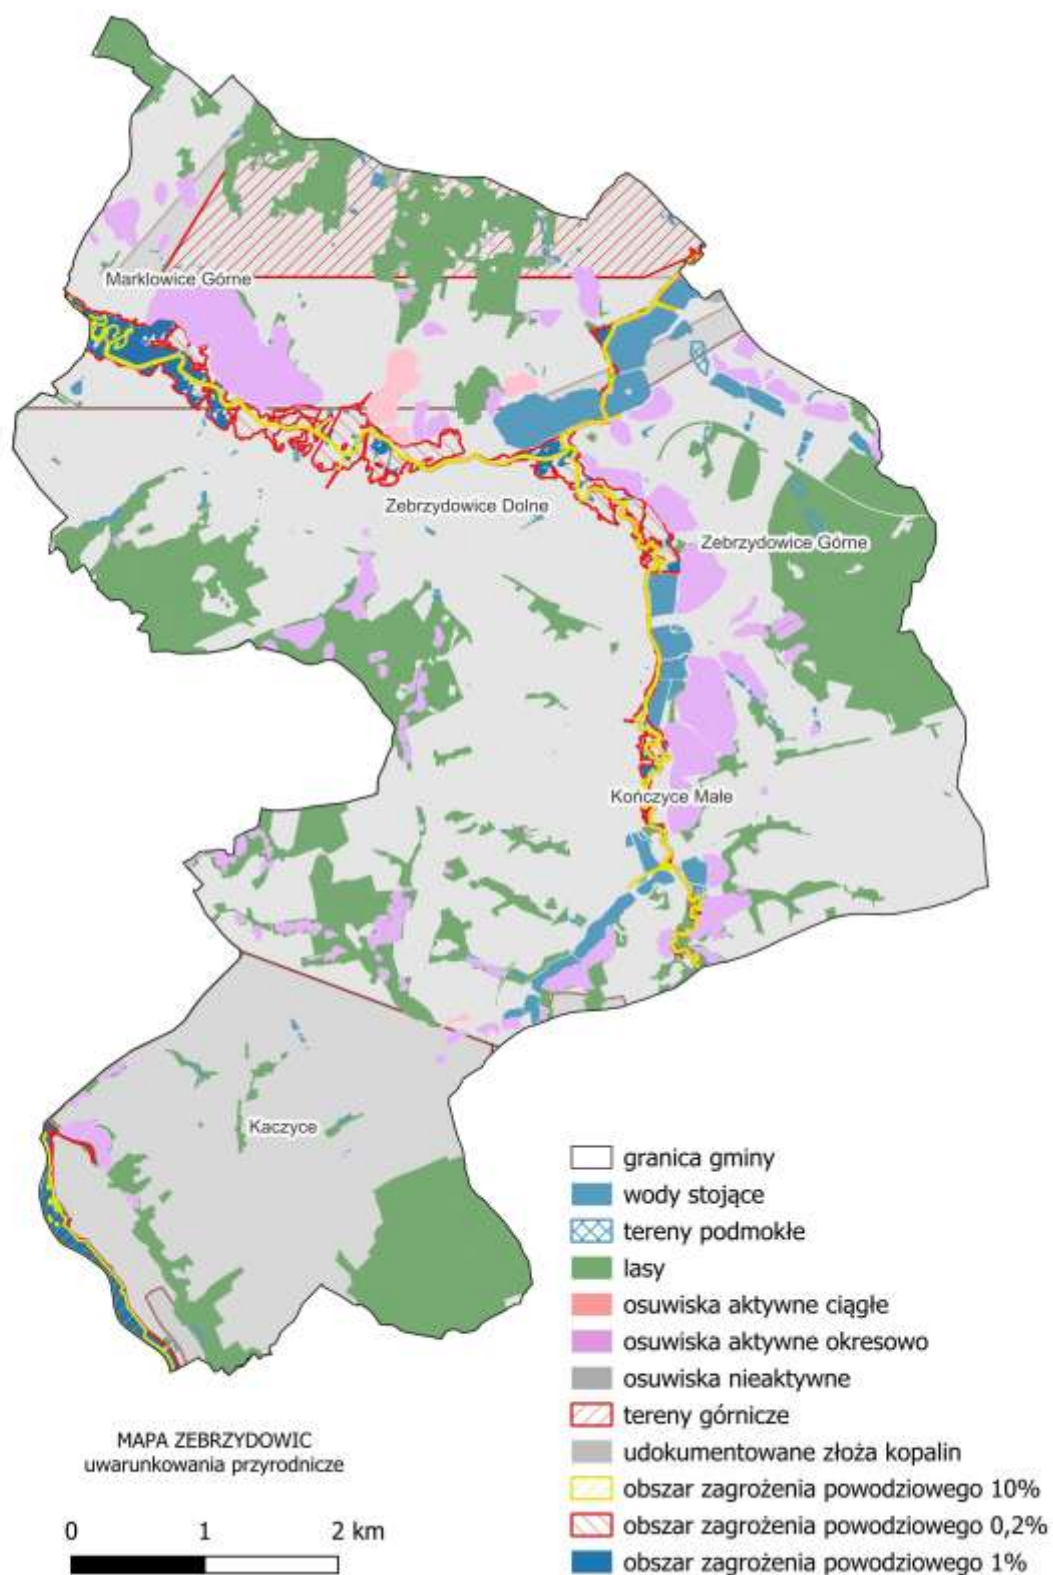 Marklowice Górne
Zebrzydowice Dolne
Zebrzydowice Górne
Kończyce Małe
Kaczyce
granica gminy
wody stojące
tereny podmokłe
lasy
osuwiska aktywne ciągłe
osuwiska aktywne okresowo
osuwiska nieaktywne
tereny górnicze
udokumentowane złoża kopalin
obszar zagrożenia powodziowego 10%
obszar zagrożenia powodziowego 0,2%
obszar zagrożenia powodziowego 1%
MAPA ZEBRZYDOWIC
uwarunkowania przyrodnicze
0 1 2 km